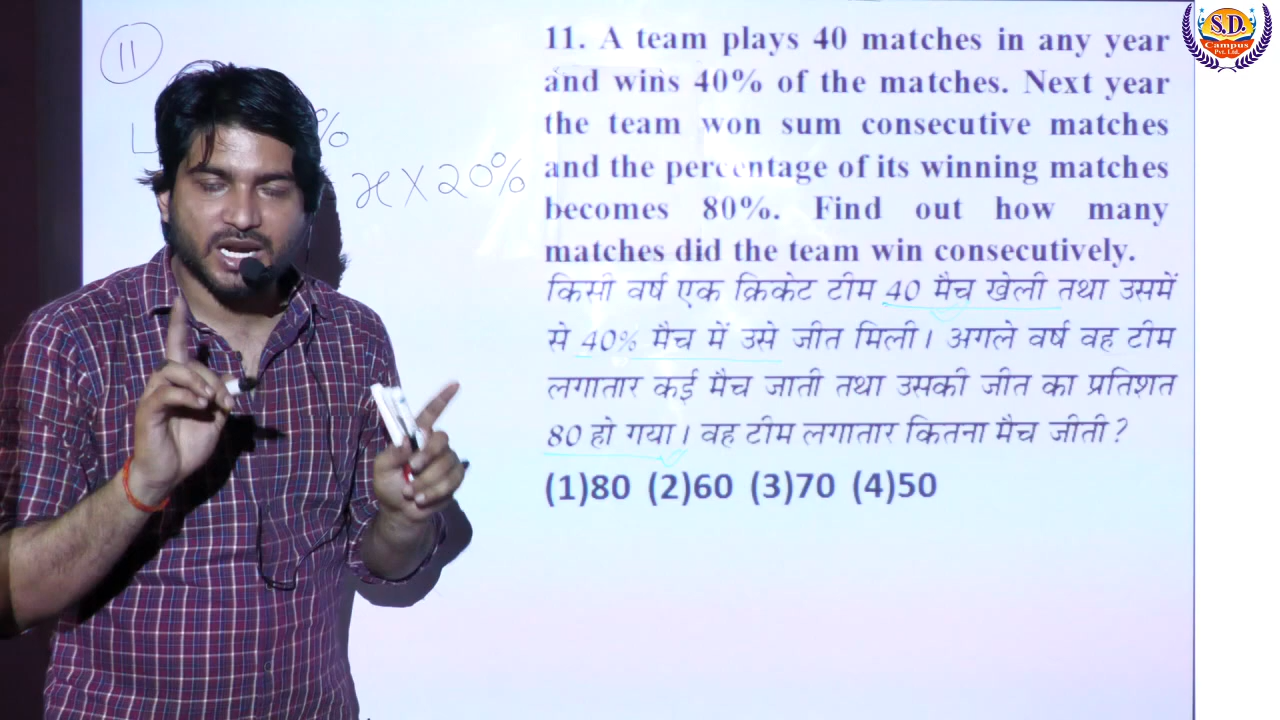 11
%
x X 20%
11. A team plays 40 matches in any year
and wins 40% of the matches. Next year
the team won sum consecutive matches
and the percentage of its winning matches
becomes 80%. Find out how many
matches did the team win consecutively.
किसी वर्ष एक क्रिकेट टीम 40 मैच खेली तथा उसमें
से 40% मैच में उसे जीत मिली। अगले वर्ष वह टीम
लगातार कई मैच जाती तथा उसकी जीत का प्रतिशत
80 हो गया। वह टीम लगातार कितना मैच जीती ?
(1)80 (2)60 (3)70 (4)50
S.D.
Campus
Pvt. Ltd.